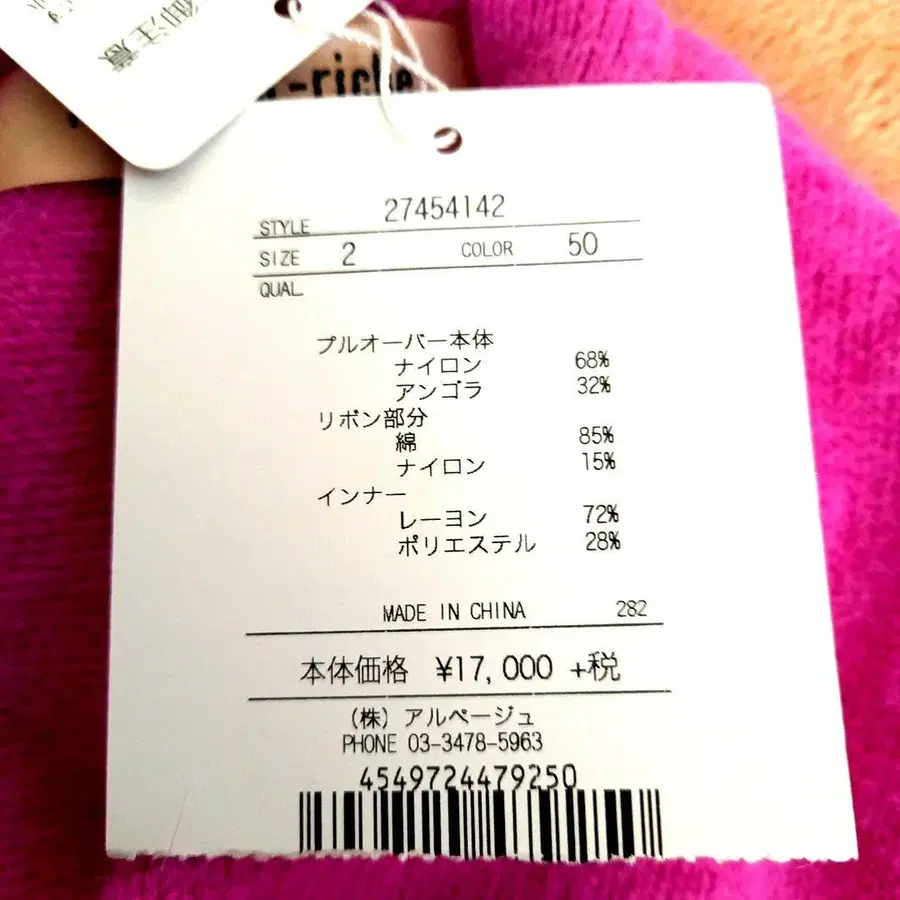 御注意
-riche
STYLE 27454142
SIZE 2 COLOR 50
QUAL.
プルオーバー本体
ナイロン 68%
アンゴラ 32%
リボン部分
綿 85%
ナイロン 15%
インナー
レーヨン 72%
ポリエステル 28%
MADE IN CHINA 282
本体価格 ¥17,000 +税
(株) アルページュ
PHONE 03-3478-5963
4549724479250